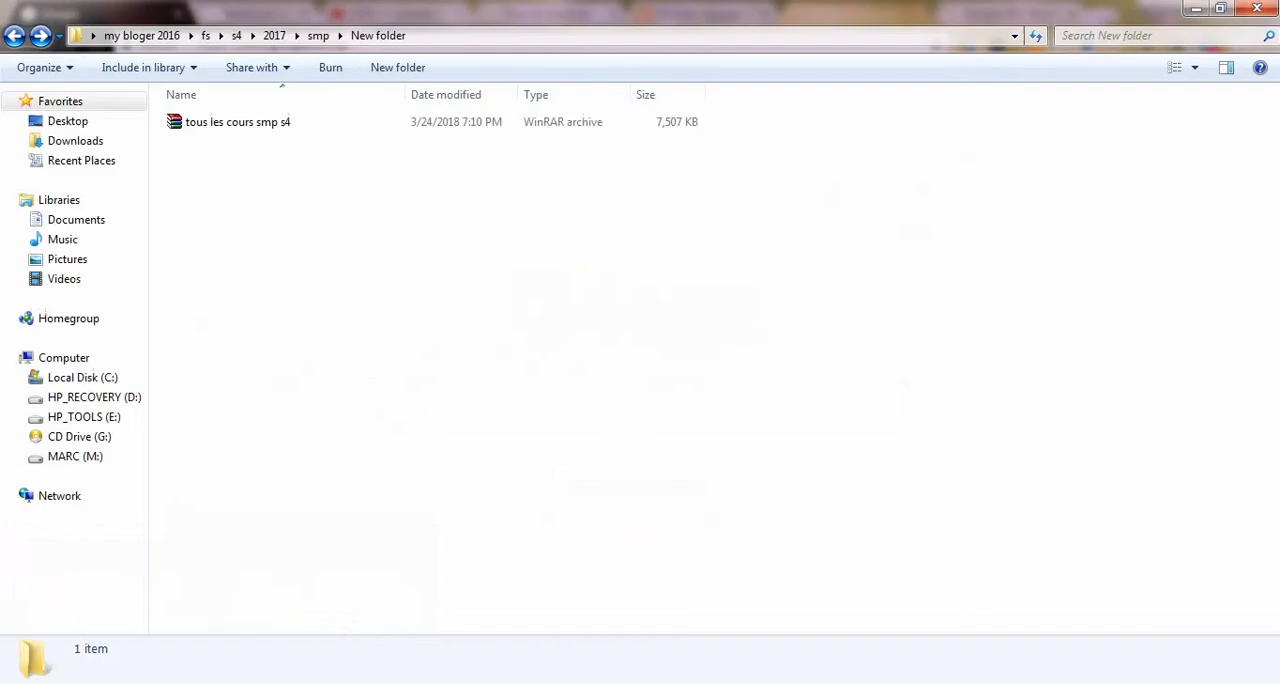 my bloger 2016 fs s4 2017 smp New folder Search New folder
Organize Include in library Share with Burn New folder
Name Date modified Type Size
tous les cours smp s4 3/24/2018 7:10 PM WinRAR archive 7,507 KB
Favorites
Desktop
Downloads
Recent Places
Libraries
Documents
Music
Pictures
Videos
Homegroup
Computer
Local Disk (C:)
HP_RECOVERY (D:)
HP_TOOLS (E:)
CD Drive (G:)
MARC (M:)
Network
1 item